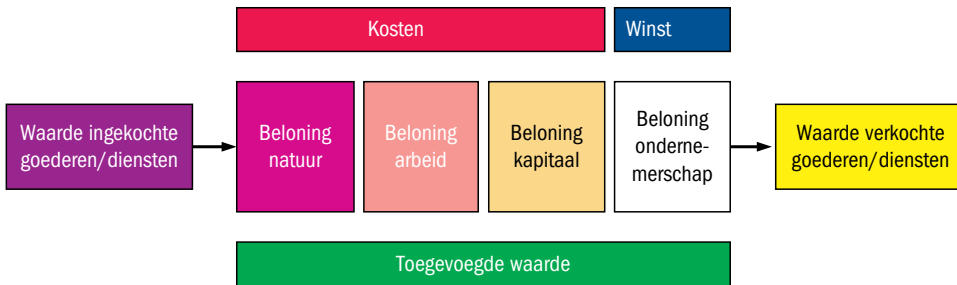 Kosten
Winst
Waarde ingekochte
goederen/diensten
Beloning
natuur
Beloning
arbeid
Beloning
kapitaal
Beloning
onderne-
merschap
Waarde verkochte
goederen/diensten
Toegevoegde waarde